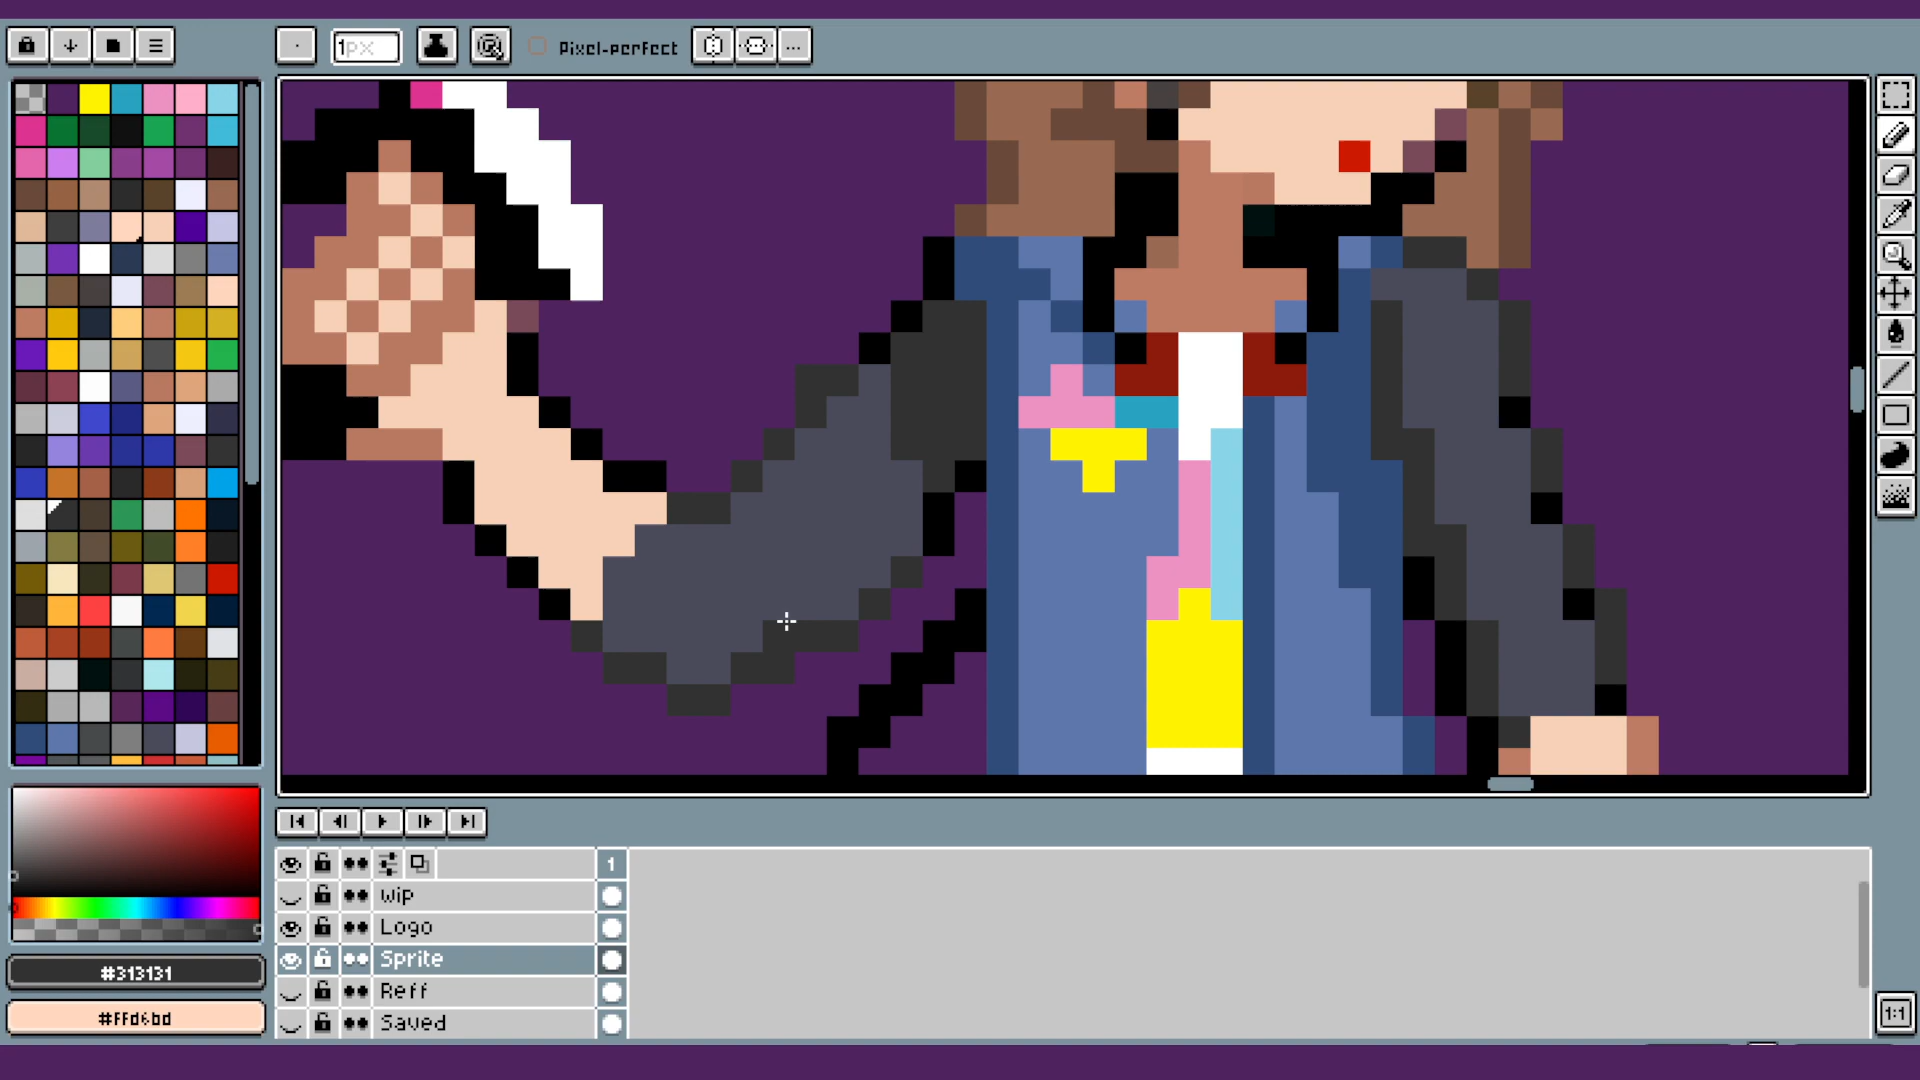 1px
Pixel-perfect
...
1
Wip
Logo
Sprite
Reff
Saved
#313131
#ffd6bd
1:1